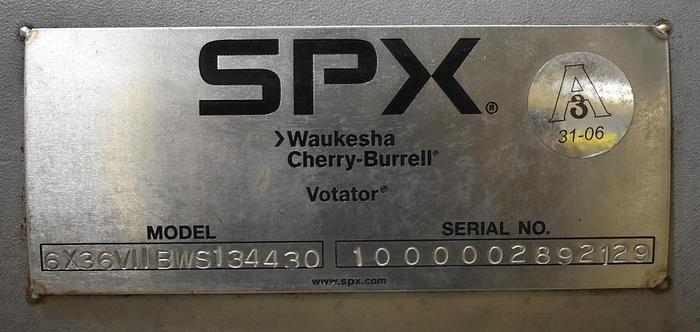 SPX®
A
3
31-06
›Waukesha
Cherry-Burrell®
Votator®
MODEL SERIAL NO.
6X36VIIBWS134430 1000002892129
www.spx.com